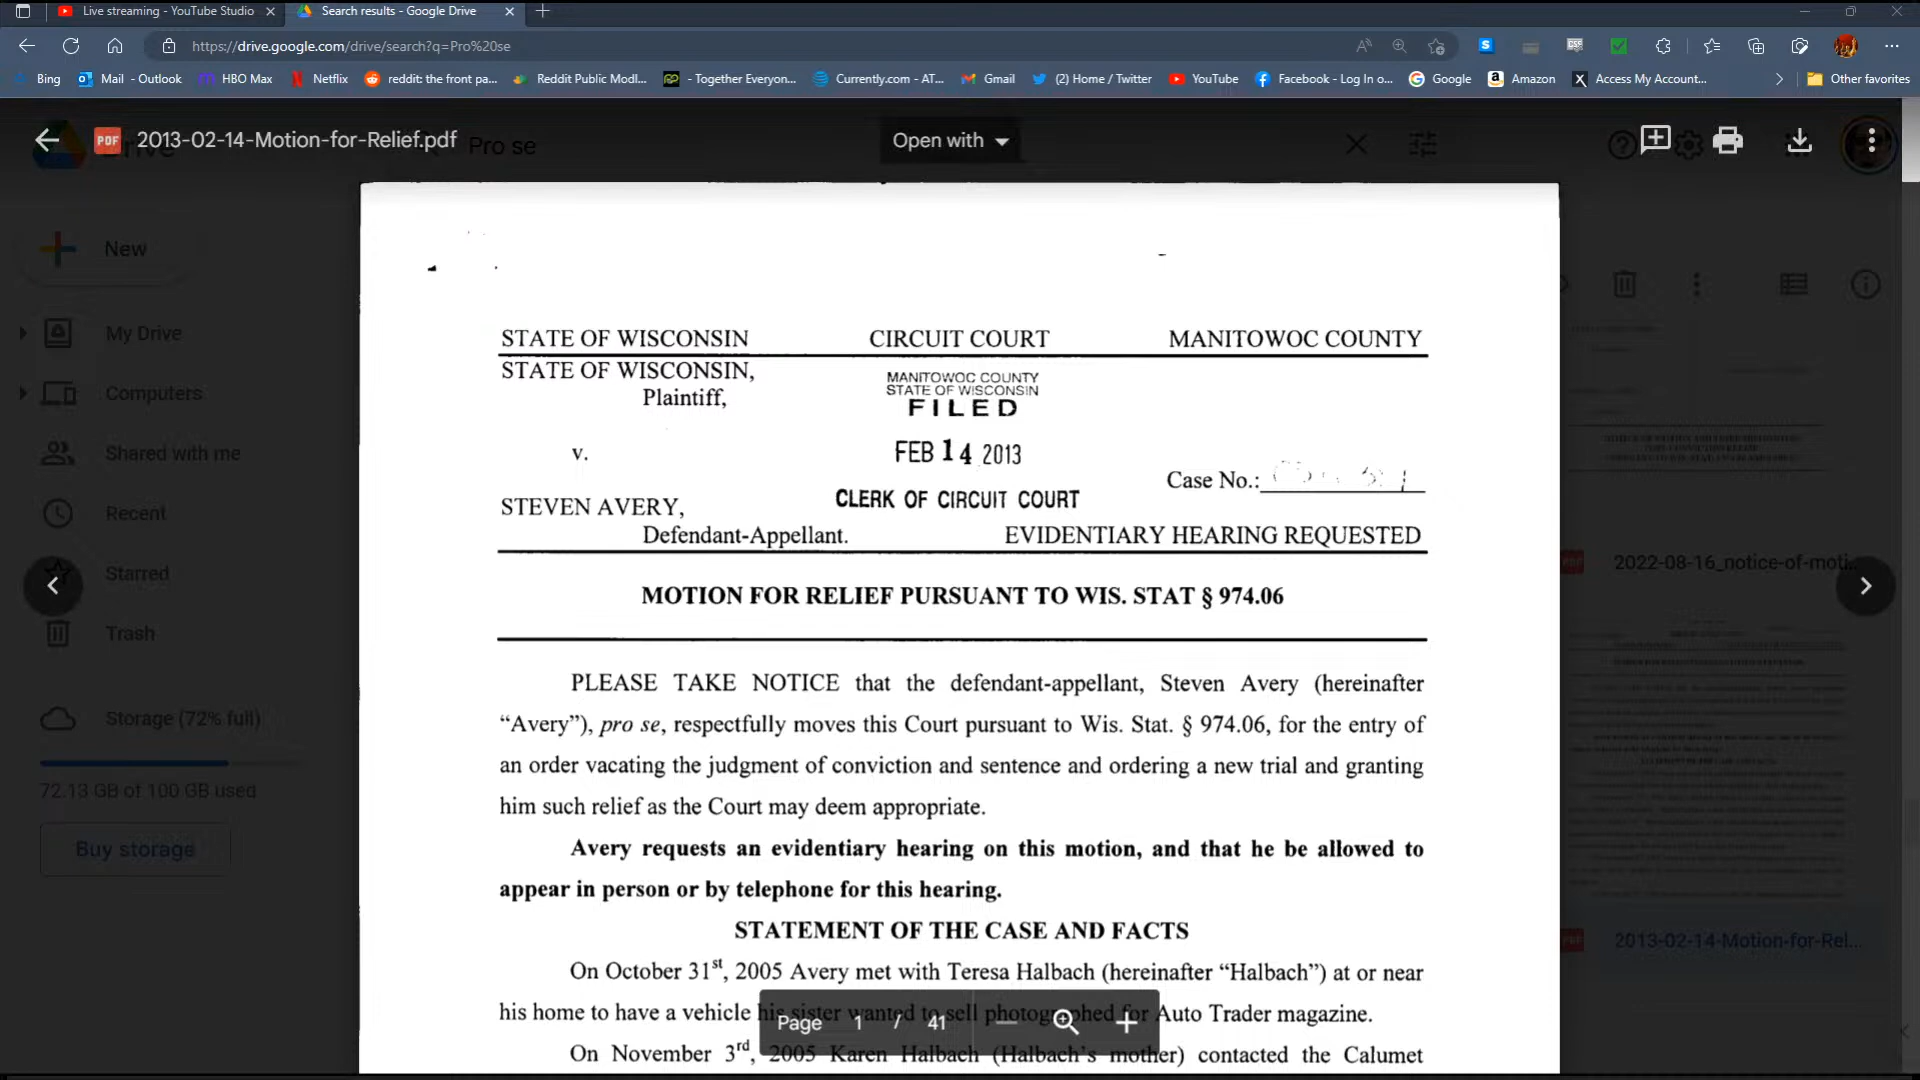 Live streaming - YouTube Studio
Search results - Google Drive
https://drive.google.com/drive/search?q=Pro%20se
Bing
Mail - Outlook
HBO Max
Netflix
reddit: the front pa...
Reddit Public Modl...
- Together Everyon...
Currently.com - AT...
Gmail
(2) Home / Twitter
YouTube
Facebook - Log In o...
Google
Amazon
Access My Account...
Other favorites
PDF
2013-02-14-Motion-for-Relief.pdf
Pro se
Open with
New
My Drive
Computers
Shared with me
Recent
Starred
Trash
Storage (72% full)
72.13 GB of 100 GB used
Buy storage
STATE OF WISCONSIN CIRCUIT COURT MANITOWOC COUNTY
STATE OF WISCONSIN,
Plaintiff,
MANITOWOC COUNTY
STATE OF WISCONSIN
FILED
v.
FEB 14 2013
Case No.:
CLERK OF CIRCUIT COURT
STEVEN AVERY,
Defendant-Appellant. EVIDENTIARY HEARING REQUESTED
MOTION FOR RELIEF PURSUANT TO WIS. STAT § 974.06
PLEASE TAKE NOTICE that the defendant-appellant, Steven Avery (hereinafter
“Avery”), pro se, respectfully moves this Court pursuant to Wis. Stat. § 974.06, for the entry of
an order vacating the judgment of conviction and sentence and ordering a new trial and granting
him such relief as the Court may deem appropriate.
Avery requests an evidentiary hearing on this motion, and that he be allowed to
appear in person or by telephone for this hearing.
STATEMENT OF THE CASE AND FACTS
On October 31st, 2005 Avery met with Teresa Halbach (hereinafter “Halbach”) at or near
his home to have a vehicle his sister wanted to sell photographed for Auto Trader magazine.
On November 3rd, 2005 Karen Halbach (Halbach’s mother) contacted the Calumet
Page 1 / 41
2022-08-16_notice-of-moti...
2013-02-14-Motion-for-Rel...